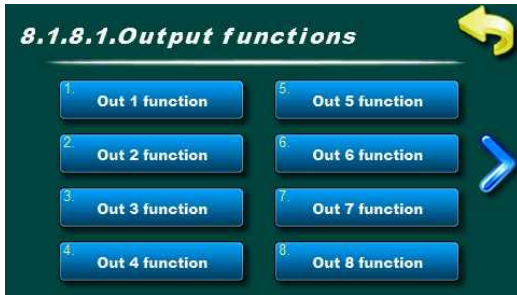 8.1.8.1.Output functions
1.
Out 1 function
2.
Out 2 function
3.
Out 3 function
4.
Out 4 function
5.
Out 5 function
6.
Out 6 function
7.
Out 7 function
8.
Out 8 function